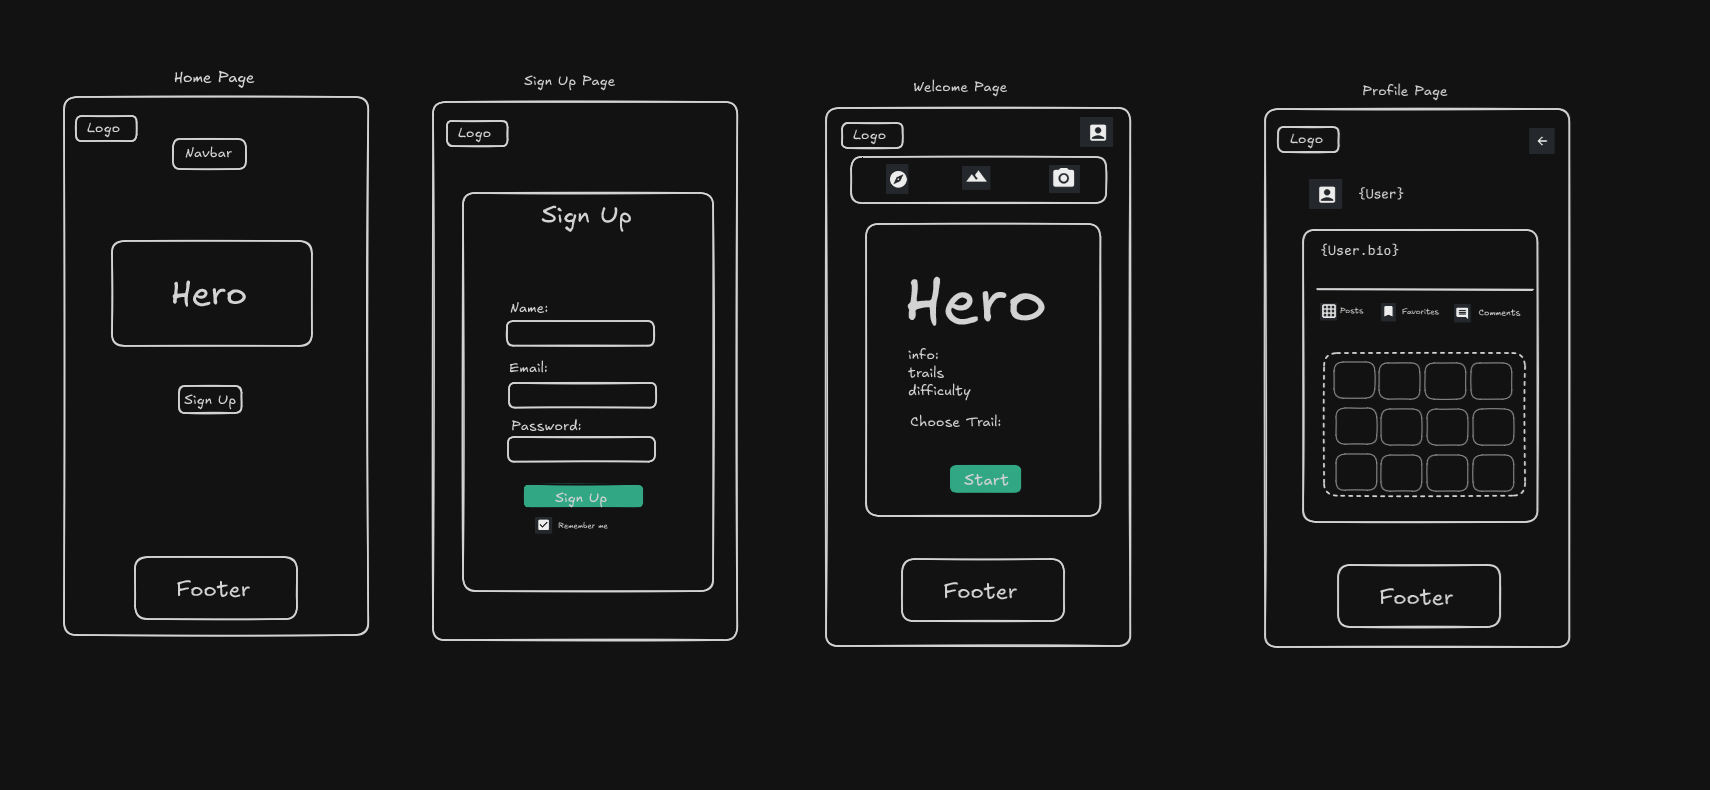 Home Page
Logo
Navbar
Hero
Sign Up
Footer
Sign Up Page
Logo
Sign Up
Name:
Email:
Password:
Sign Up
Remember me
Welcome Page
Logo
Hero
info:
trails
difficulty
Choose Trail:
Start
Footer
Profile Page
Logo
{User}
{User.bio}
Posts Favorites Comments
Footer